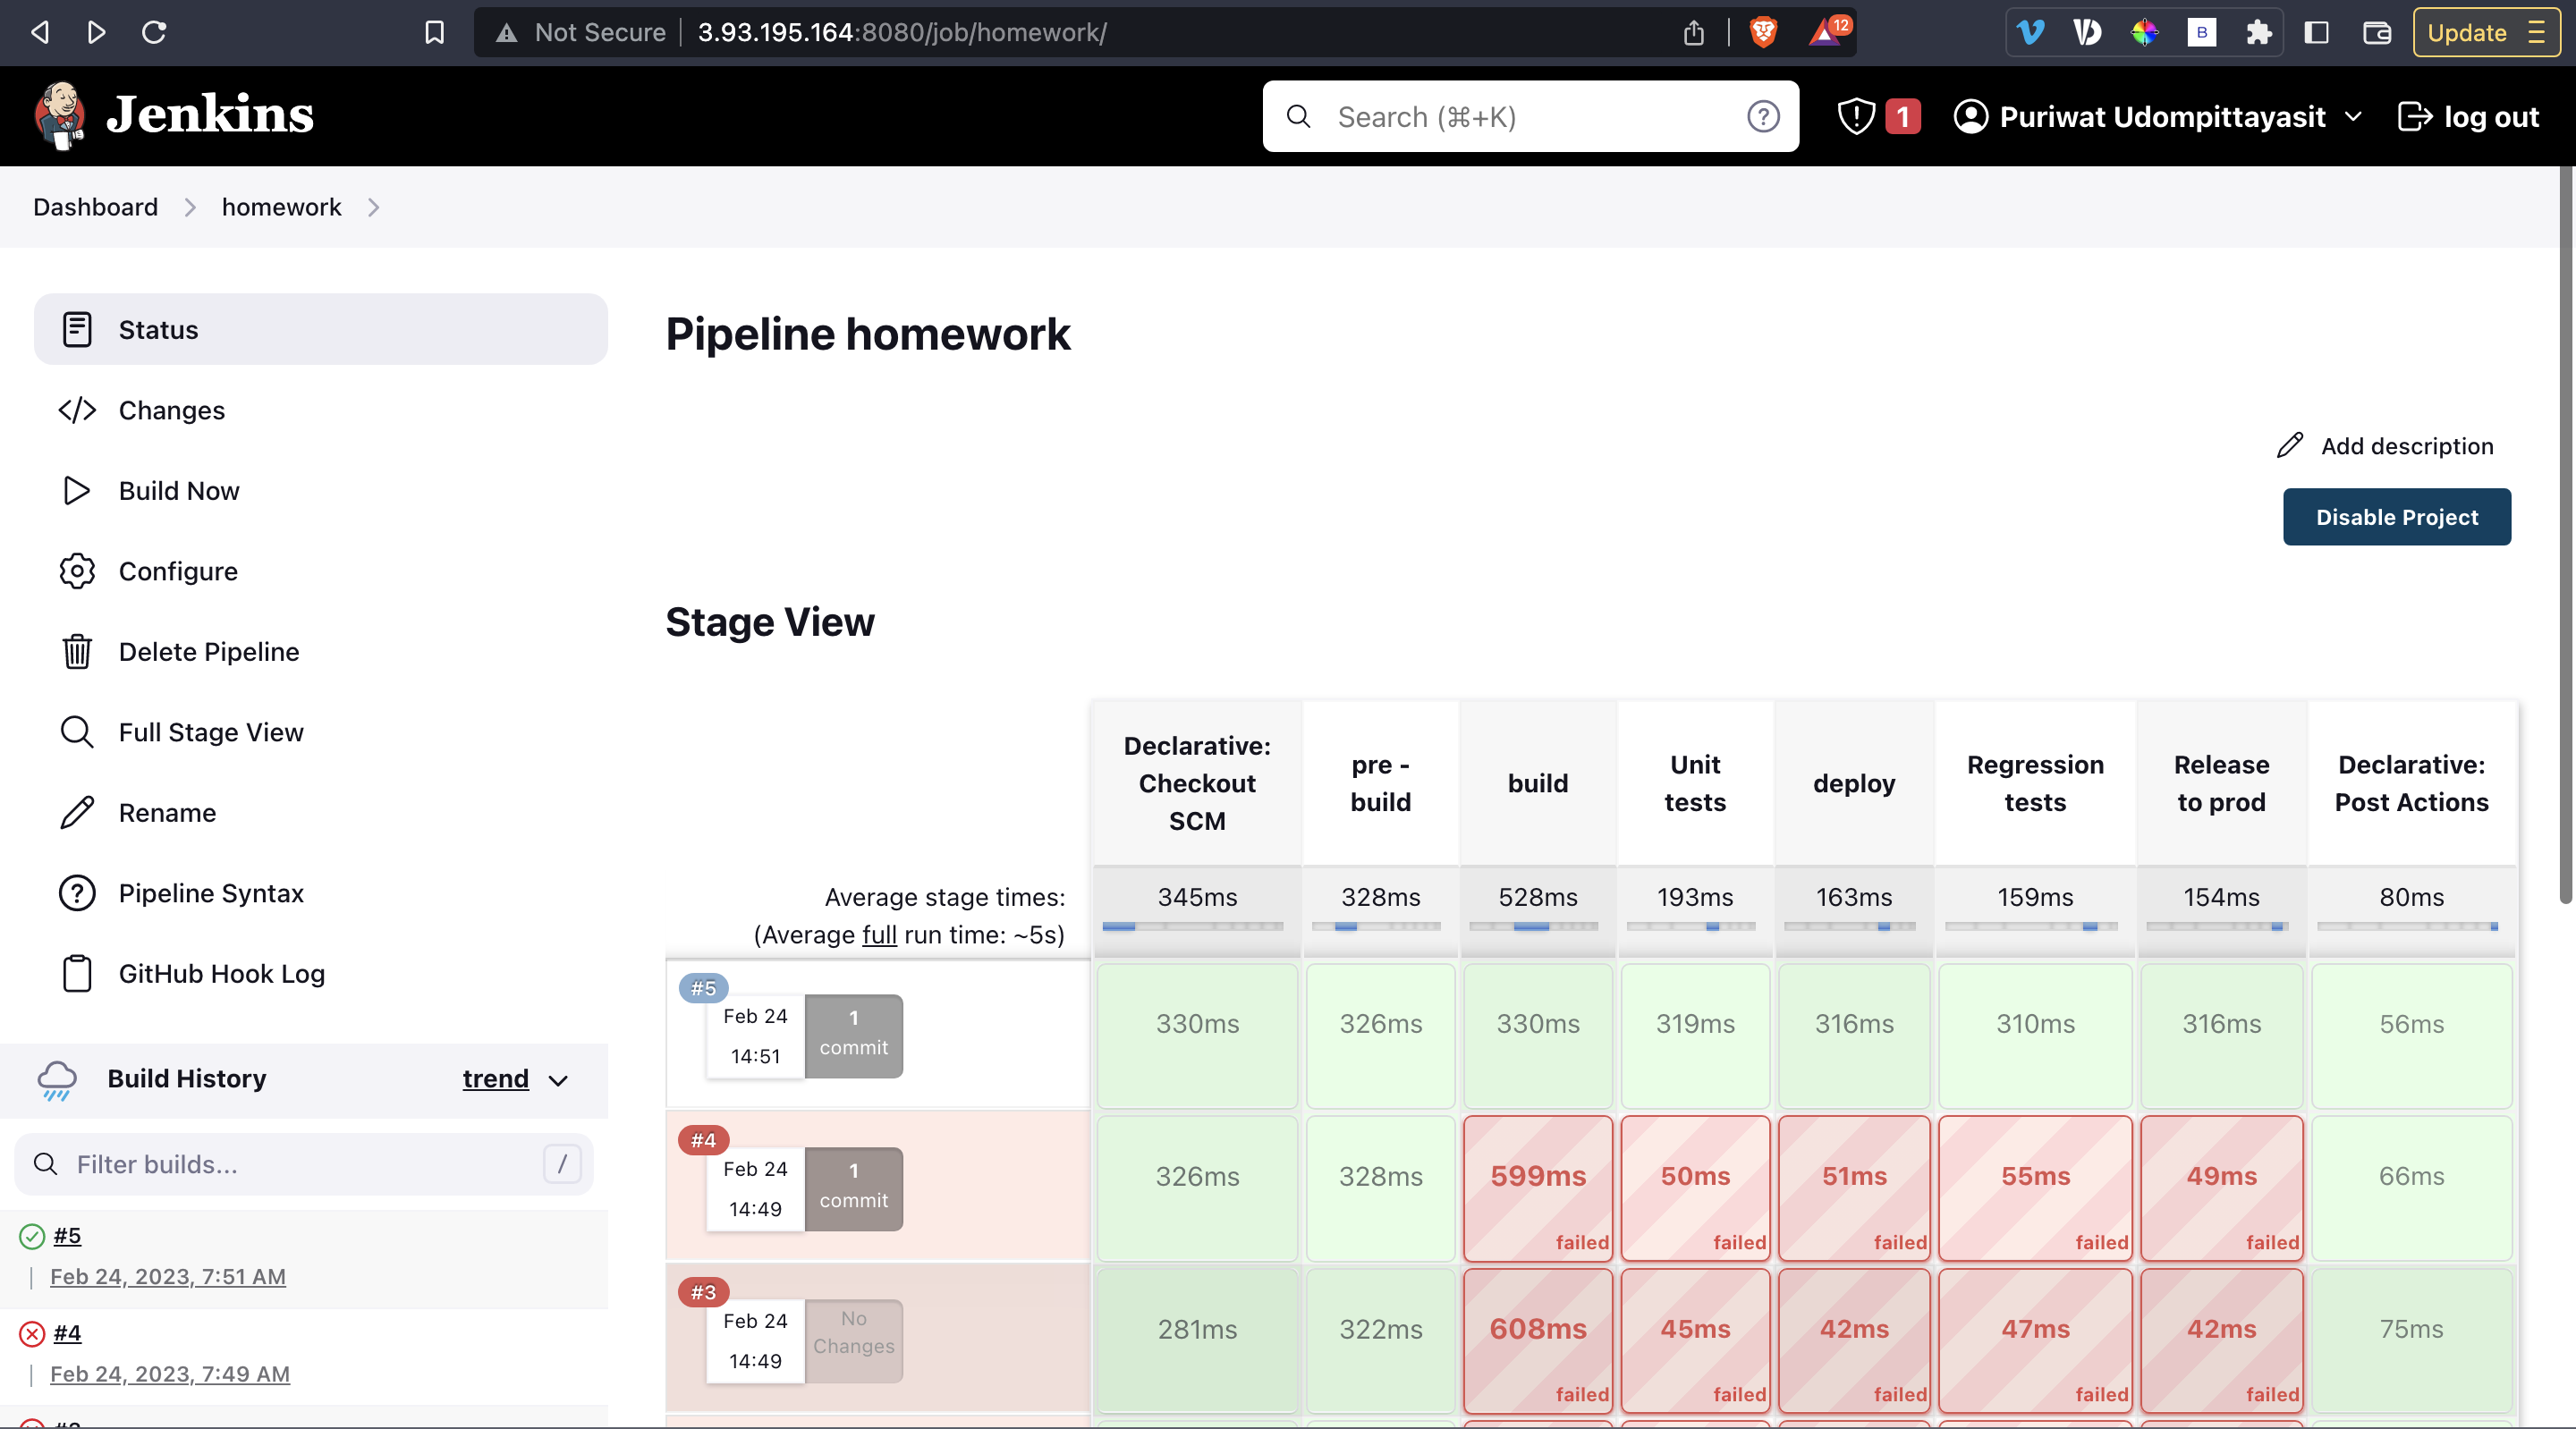 Not Secure
3.93.195.164:8080/job/homework/
12
B
Update
Jenkins
Search (⌘+K)
?
1
Puriwat Udompittayasit
log out
Dashboard
homework
Status
Changes
Build Now
Configure
Delete Pipeline
Full Stage View
Rename
Pipeline Syntax
GitHub Hook Log
Build History
trend
Filter builds...
/
#5
Feb 24, 2023, 7:51 AM
#4
Feb 24, 2023, 7:49 AM
Pipeline homework
Add description
Disable Project
Stage View
Declarative:
Checkout
SCM
pre -
build
build
Unit
tests
deploy
Regression
tests
Release
to prod
Declarative:
Post Actions
Average stage times:
(Average full run time: ~5s)
345ms
328ms
528ms
193ms
163ms
159ms
154ms
80ms
#5
Feb 24
14:51
1
commit
330ms
326ms
330ms
319ms
316ms
310ms
316ms
56ms
#4
Feb 24
14:49
1
commit
326ms
328ms
599ms
failed
50ms
failed
51ms
failed
55ms
failed
49ms
failed
66ms
#3
Feb 24
14:49
No
Changes
281ms
322ms
608ms
failed
45ms
failed
42ms
failed
47ms
failed
42ms
failed
75ms